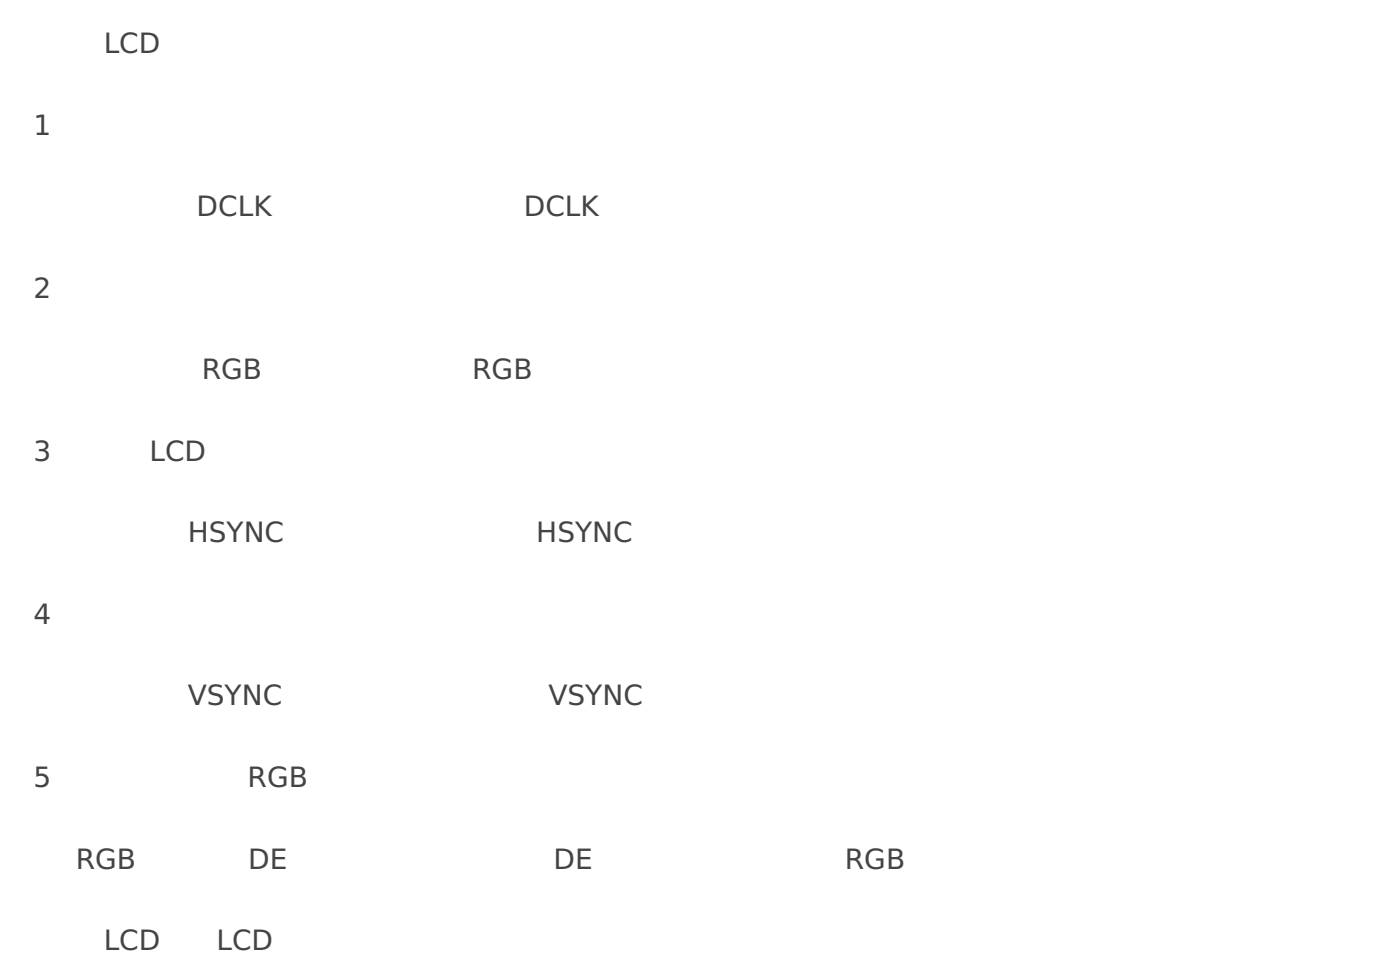 LCD
1
DCLK DCLK
2
RGB RGB
3 LCD
HSYNC HSYNC
4
VSYNC VSYNC
5 RGB
RGB DE DE RGB
LCD LCD